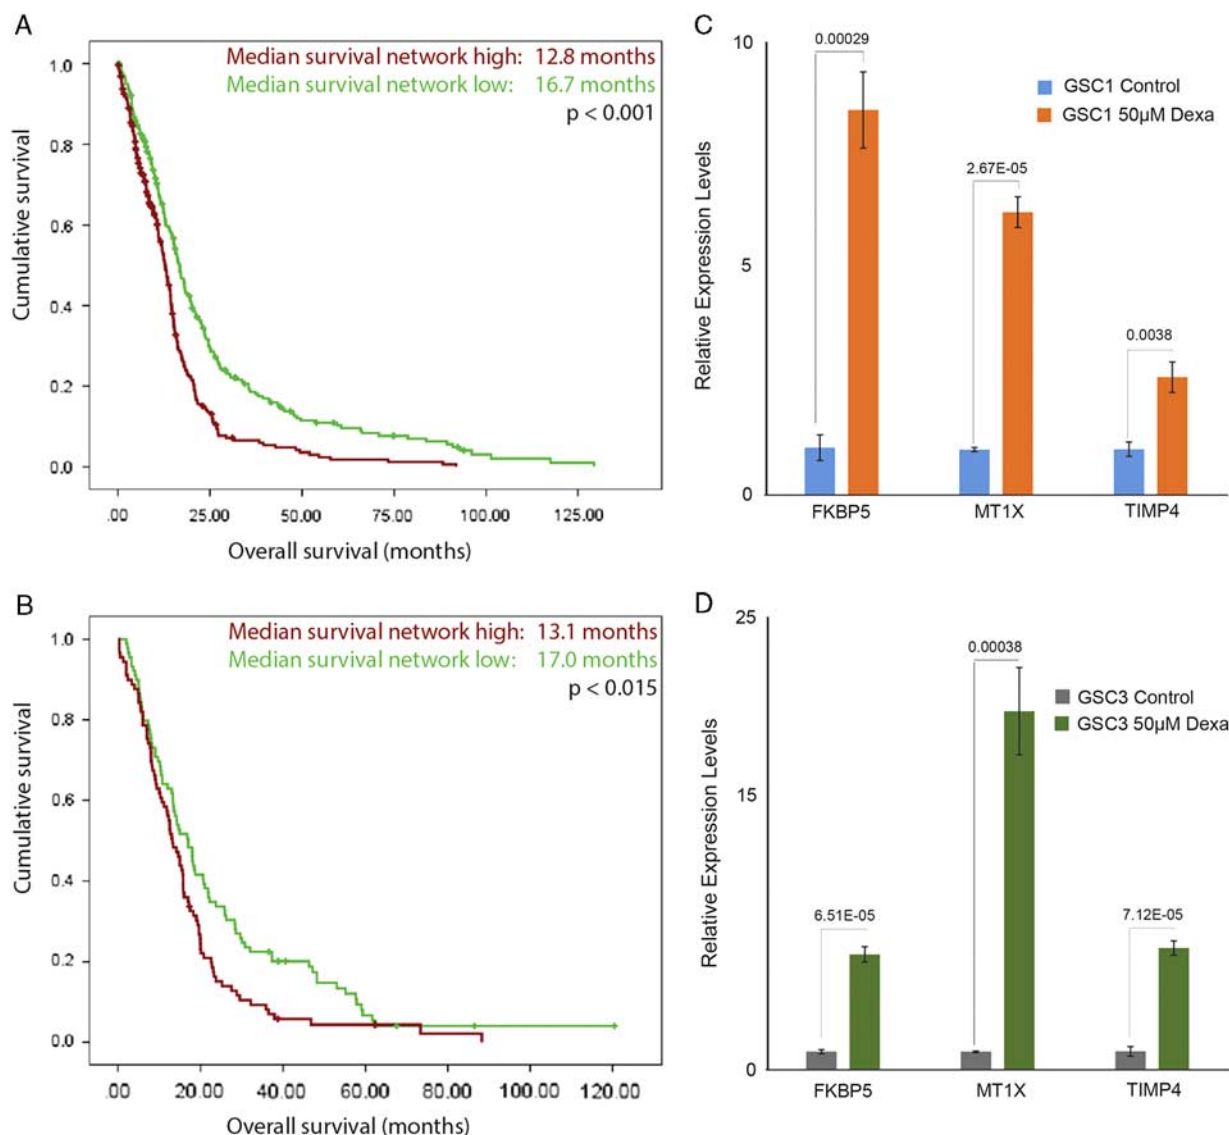 A
Median survival network high: 12.8 months
Median survival network low: 16.7 months
p < 0.001
Cumulative survival
1.0
0.8
0.6
0.4
0.2
0.0
.00 25.00 50.00 75.00 100.00 125.00
Overall survival (months)
B
Median survival network high: 13.1 months
Median survival network low: 17.0 months
p < 0.015
Cumulative survival
1.0
0.8
0.6
0.4
0.2
0.0
.00 20.00 40.00 60.00 80.00 100.00 120.00
Overall survival (months)
C
Relative Expression Levels
10
5
0
0.00029
2.67E-05
0.0038
GSC1 Control
GSC1 50µM Dexa
FKBP5 MT1X TIMP4
D
Relative Expression Levels
25
15
0
6.51E-05
0.00038
7.12E-05
GSC3 Control
GSC3 50µM Dexa
FKBP5 MT1X TIMP4